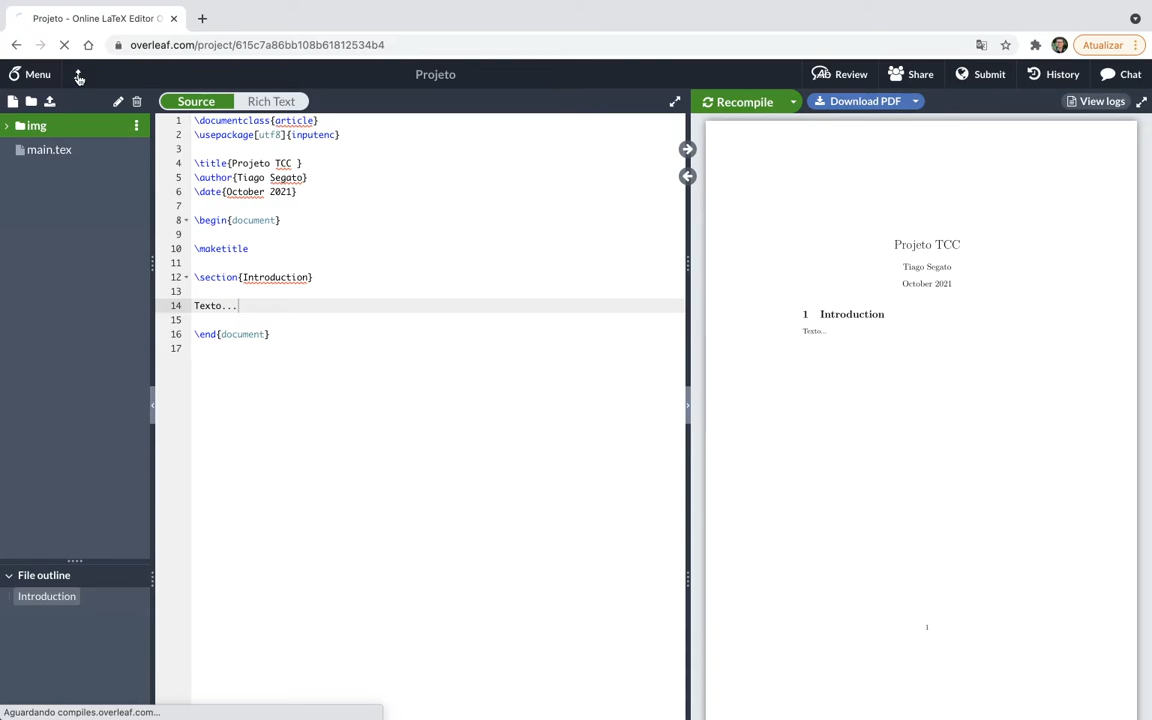 Projeto - Online LaTeX Editor O
overleaf.com/project/615c7a86bb108b61812534b4
Atualizar
Menu
Projeto
Review
Share
Submit
History
Chat
Source
Rich Text
Recompile
Download PDF
View logs
img
main.tex
1 \documentclass{article}
2 \usepackage[utf8]{inputenc}
3
4 \title{Projeto TCC }
5 \author{Tiago Segato}
6 \date{October 2021}
7
8 \begin{document}
9
10 \maketitle
11
12 \section{Introduction}
13
14 Texto...
15
16 \end{document}
17
Projeto TCC
Tiago Segato
October 2021
1 Introduction
Texto...
1
File outline
Introduction
Aguardando compiles.overleaf.com...